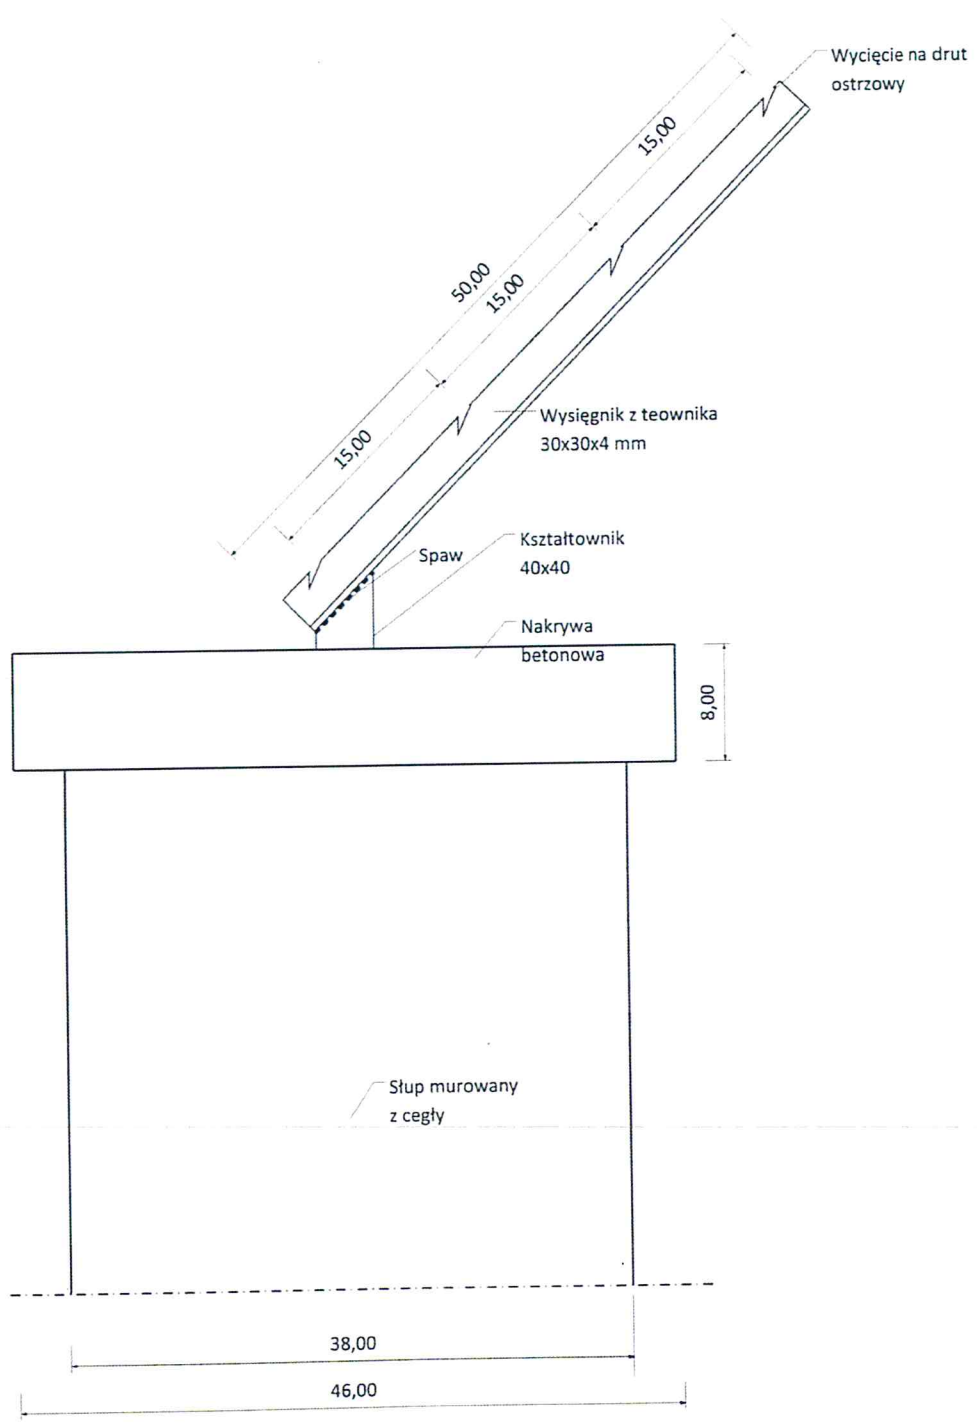 Wycięcie na drut
ostrzowy
15,00
50,00
15,00
15,00
Wysięgnik z teownika
30x30x4 mm
Spaw
Kształtownik
40x40
Nakrywa
betonowa
8,00
Słup murowany
z cegły
38,00
46,00